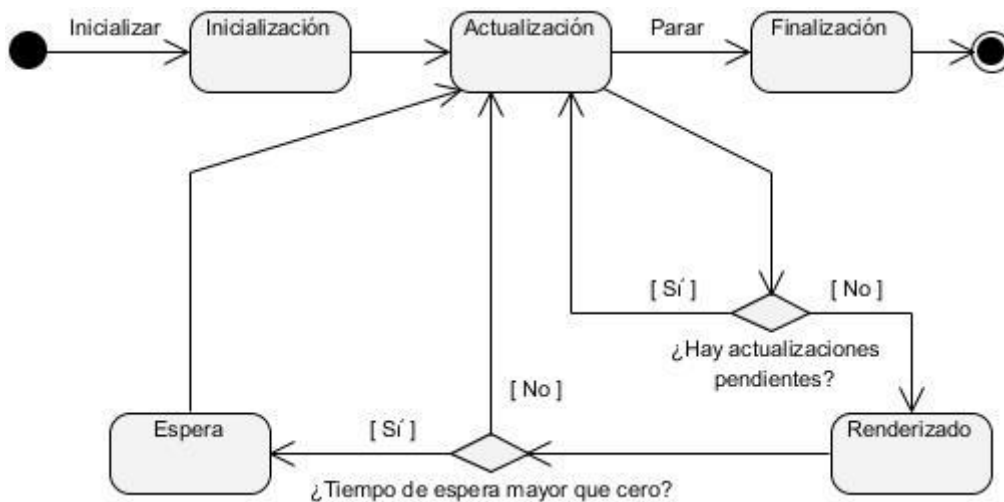 Inicializar
Inicialización
Actualización
Parar
Finalización
[ Sí ]
[ No ]
¿Hay actualizaciones
pendientes?
[ No ]
Espera
[ Sí ]
Renderizado
¿Tiempo de espera mayor que cero?